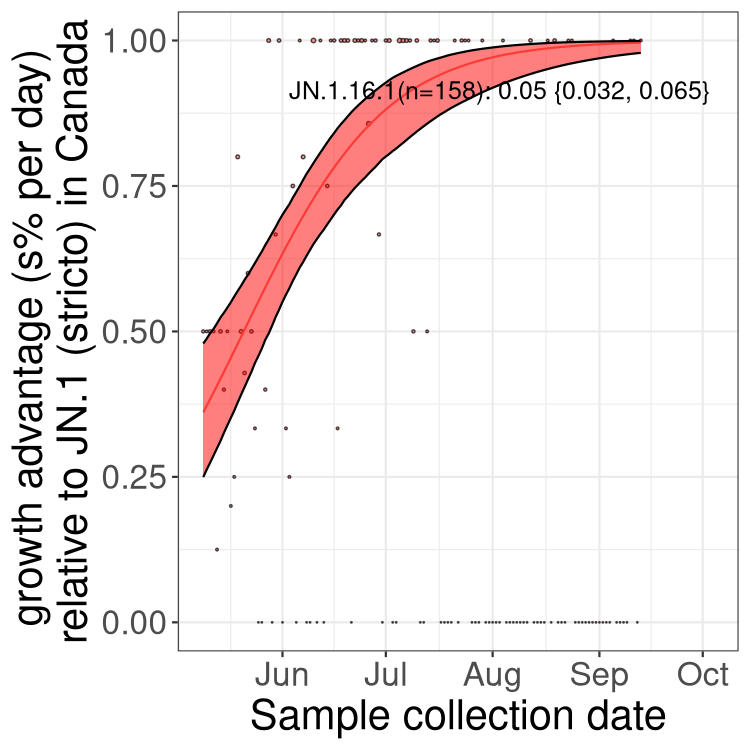 growth advantage (s% per day)
relative to JN.1 (stricto) in Canada
1.00
0.75
0.50
0.25
0.00
JN.1.16.1(n=158): 0.05 {0.032, 0.065}
Jun Jul Aug Sep Oct
Sample collection date